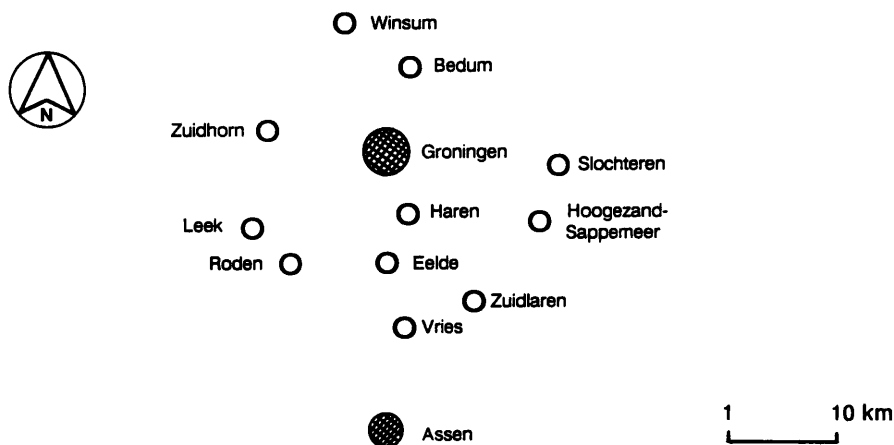 Winsum
Bedum
N
Zuidhorn
Groningen
Slochteren
Haren
Hoogezand-
Sappemeer
Leek
Roden
Eelde
Zuidlaren
Vries
1 10 km
Assen